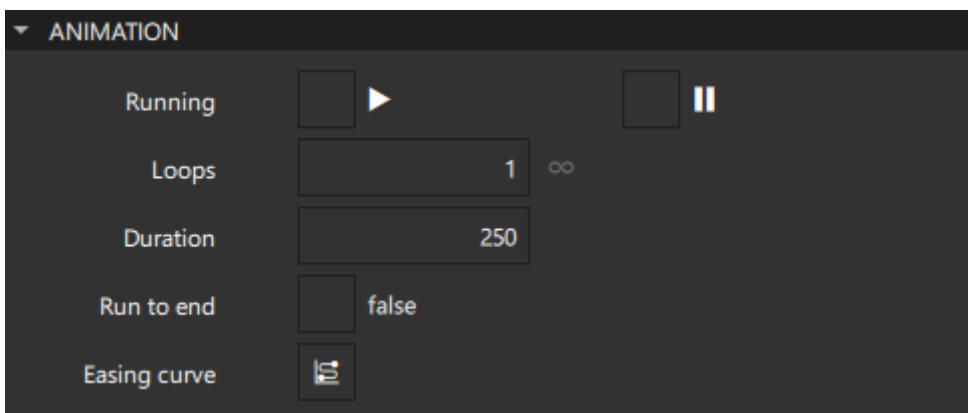 ANIMATION
Running
Loops 1 ∞
Duration 250
Run to end false
Easing curve